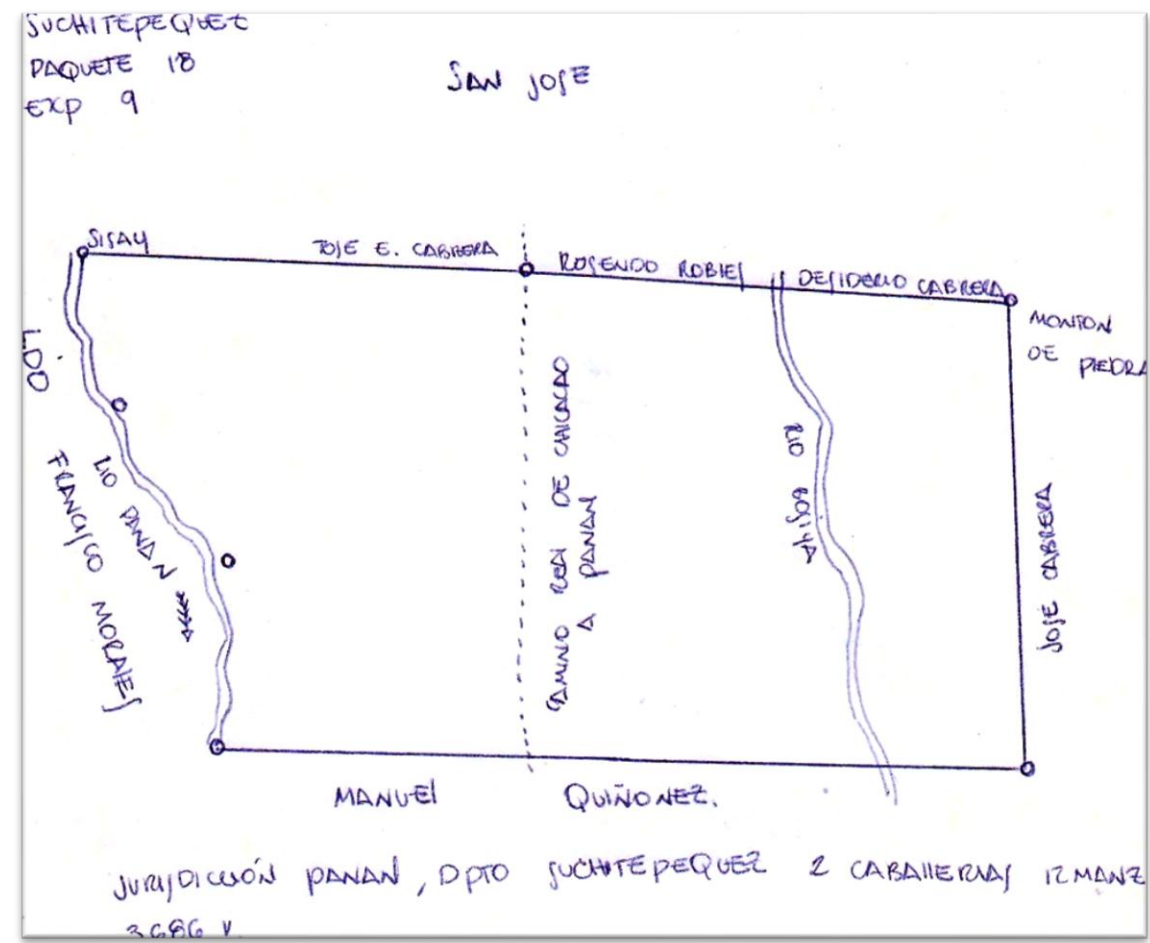 SUCHITEPEQUEZ
PAQUETE 18
EXP 9
SAN JOSE
SISAY
JOSE E. CABRERA
ROSENDO ROBLES
DESIDERIO CABRERA
MONTON
DE PIEDRA
LDO
FRANCISCO MORALES
RIO PANAN
CAMINO REAL DE CHICACAO
A PANAN
RIO
JOSE CABRERA
MANUEL QUIÑONEZ.
JURISDICCIÓN PANAN, DPTO SUCHITEPEQUEZ 2 CABALLERIAS 12 MANZ
3686 V